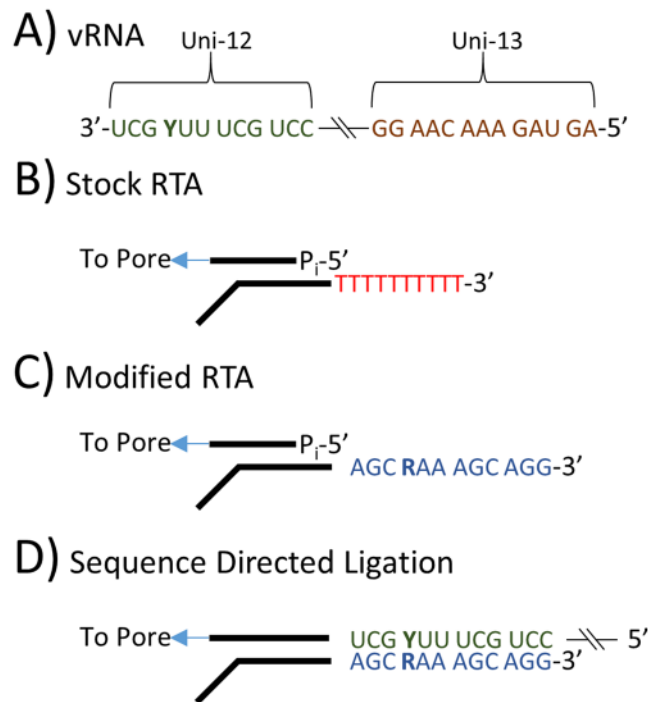 A) vRNA
Uni-12 Uni-13
3’-UCG YUU UCG UCC GG AAC AAA GAU GA-5’
B) Stock RTA
To Pore Pi-5’
TTTTTTTTTT-3’
C) Modified RTA
To Pore Pi-5’
AGC RAA AGC AGG-3’
D) Sequence Directed Ligation
To Pore UCG YUU UCG UCC 5’
AGC RAA AGC AGG-3’